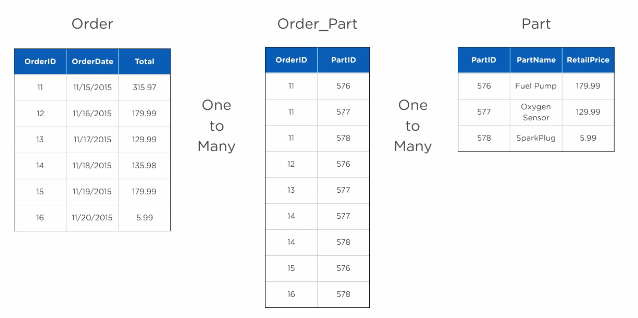 Order
OrderID OrderDate Total
11 11/15/2015 315.97
12 11/16/2015 179.99
13 11/17/2015 129.99
14 11/18/2015 135.98
15 11/19/2015 179.99
16 11/20/2015 5.99
One
to
Many
Order_Part
OrderID PartID
11 576
11 577
11 578
12 576
13 577
14 577
14 578
15 576
16 578
One
to
Many
Part
PartID PartName RetailPrice
576 Fuel Pump 179.99
577 Oxygen Sensor 129.99
578 SparkPlug 5.99